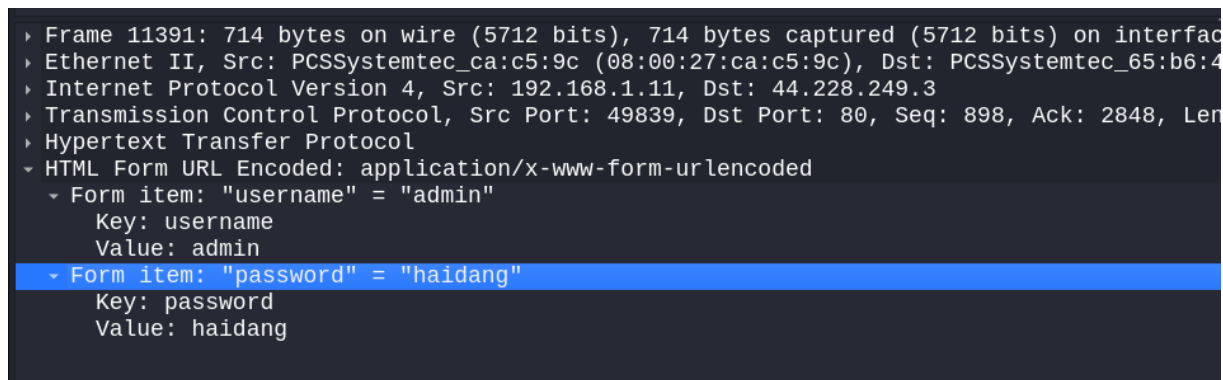 Frame 11391: 714 bytes on wire (5712 bits), 714 bytes captured (5712 bits) on interfac
Ethernet II, Src: PCSSystemtec_ca:c5:9c (08:00:27:ca:c5:9c), Dst: PCSSystemtec_65:b6:4
Internet Protocol Version 4, Src: 192.168.1.11, Dst: 44.228.249.3
Transmission Control Protocol, Src Port: 49839, Dst Port: 80, Seq: 898, Ack: 2848, Len
Hypertext Transfer Protocol
HTML Form URL Encoded: application/x-www-form-urlencoded
Form item: "username" = "admin"
Key: username
Value: admin
Form item: "password" = "haidang"
Key: password
Value: haidang